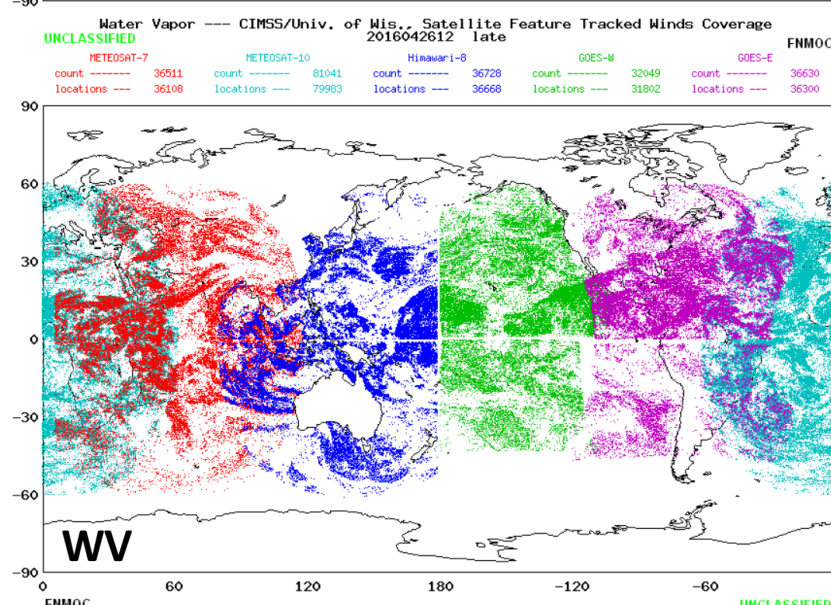 -90
Water Vapor --- CIMSS/Univ. of Wis., Satellite Feature Tracked Winds Coverage
UNCLASSIFIED 2016042612 late FNMOC
METEOSAT-7 METEOSAT-10 Himawari-8 GOES-W GOES-E
count ------- 36511 count ------- 81041 count ------- 36728 count ------- 32049 count ------- 36630
locations --- 36108 locations --- 79983 locations --- 36668 locations --- 31802 locations --- 36300
90
60
30
0
-30
-60
WV
-90
0 60 120 180 -120 -60
FNMOC UNCLASSIFIED